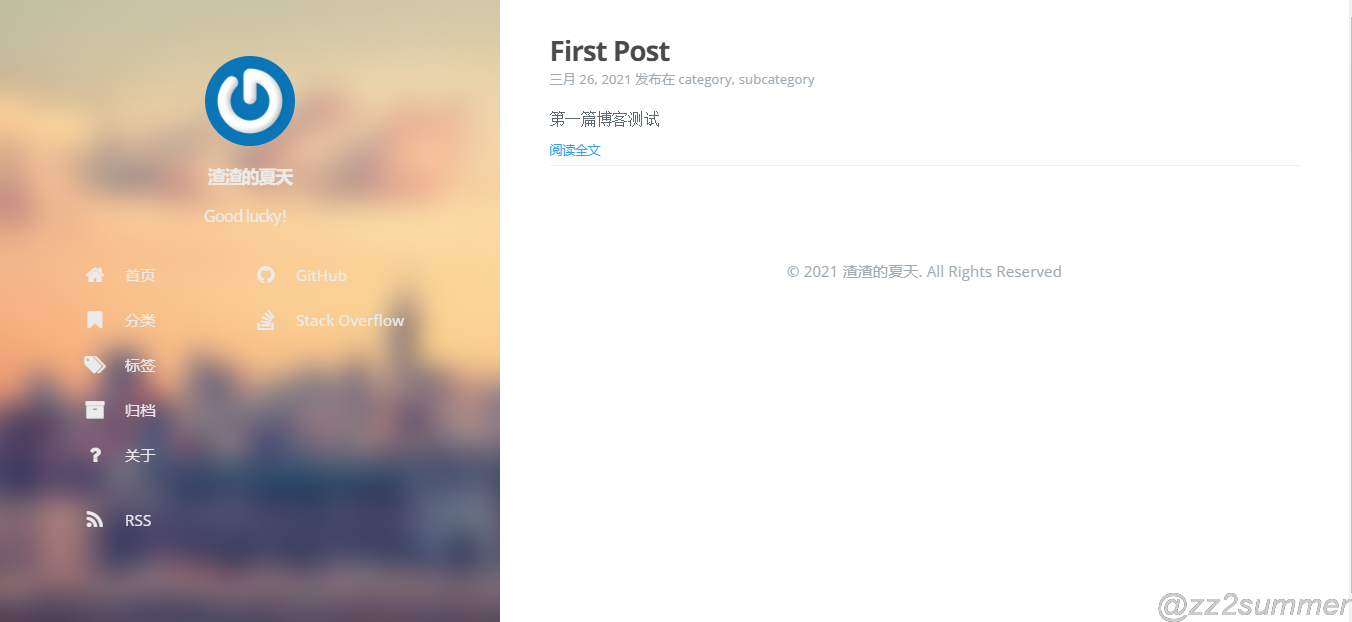 渣渣的夏天
Good lucky!
首页
分类
标签
归档
关于
RSS
GitHub
Stack Overflow
First Post
三月 26, 2021 发布在 category, subcategory
第一篇博客测试
阅读全文
© 2021 渣渣的夏天. All Rights Reserved
@zz2summer